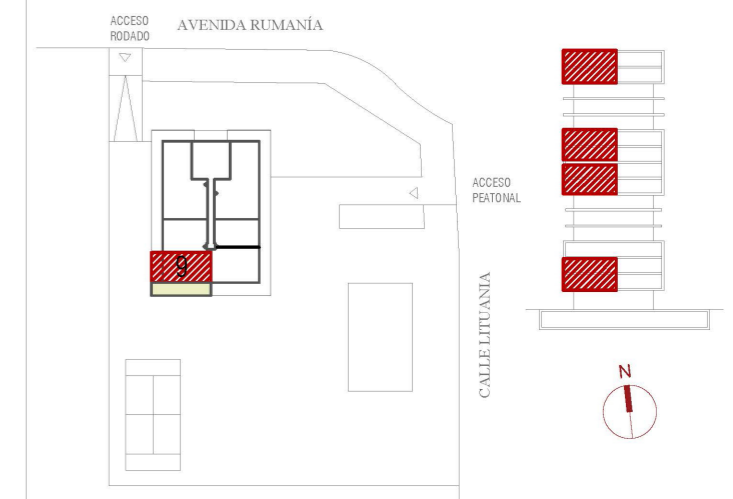 ACCESO
RODADO
AVENIDA RUMANÍA
ACCESO
PEATONAL
9
CALLE LITUANIA
N